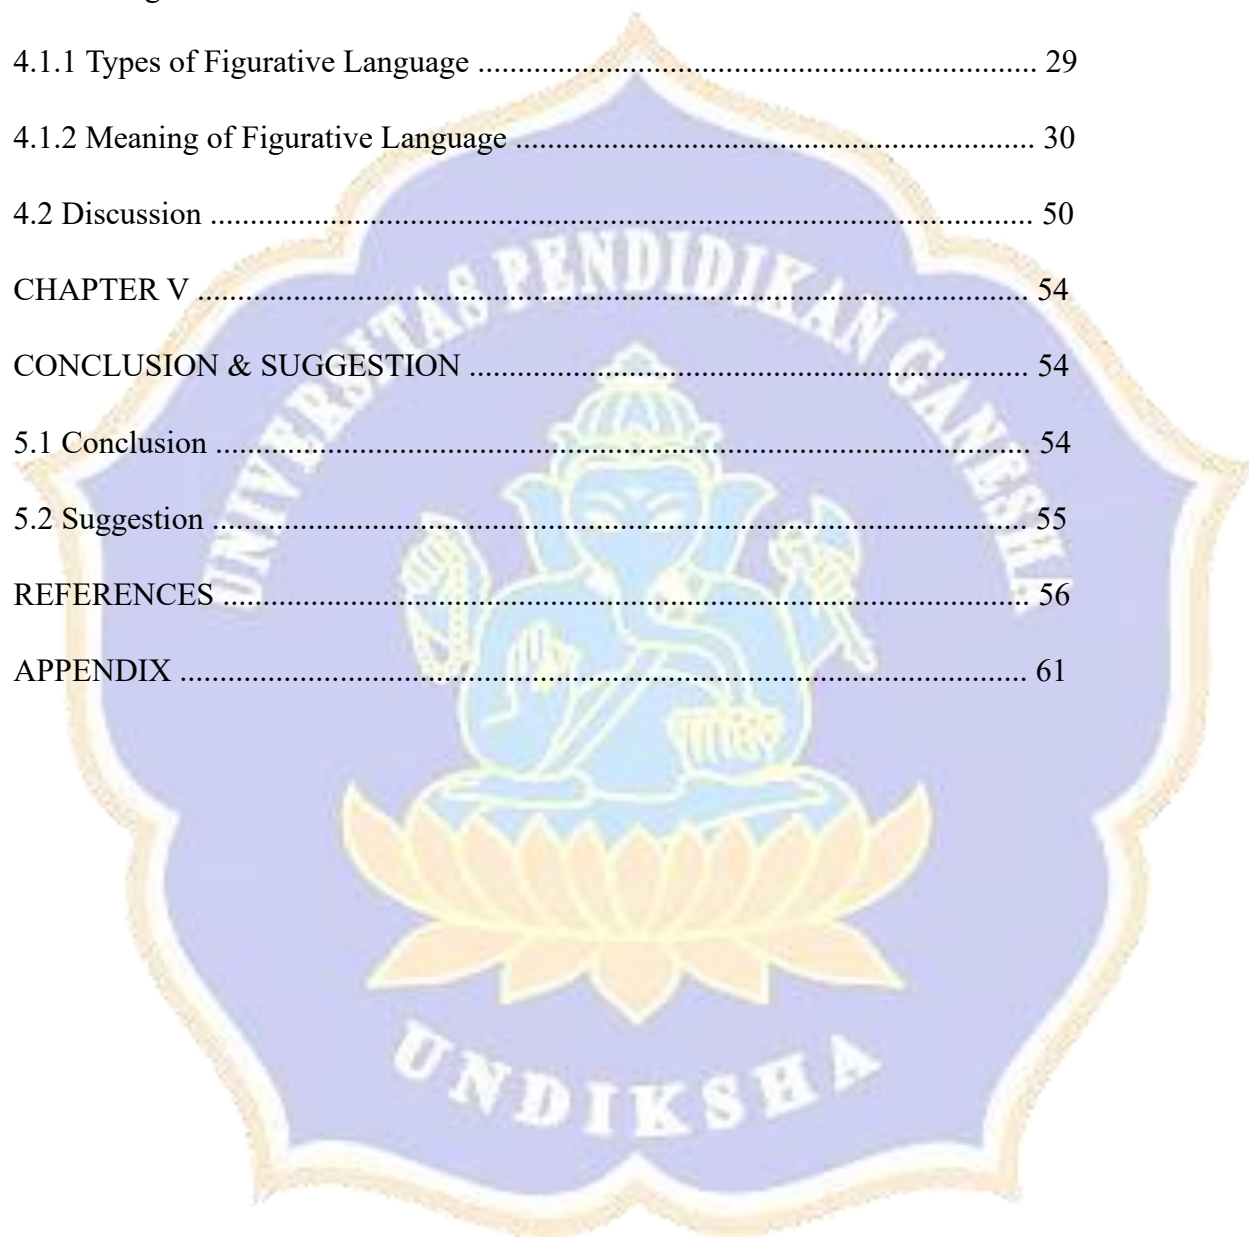 4.1.1 Types of Figurative Language ...................................................................... 29
4.1.2 Meaning of Figurative Language ................................................................. 30
4.2 Discussion ....................................................................................................... 50
CHAPTER V ........................................................................................................ 54
CONCLUSION & SUGGESTION ...................................................................... 54
5.1 Conclusion ...................................................................................................... 54
5.2 Suggestion ...................................................................................................... 55
REFERENCES ..................................................................................................... 56
APPENDIX .......................................................................................................... 61
UNIVERSITAS PENDIDIKAN GANESHA
UNDIKSHA